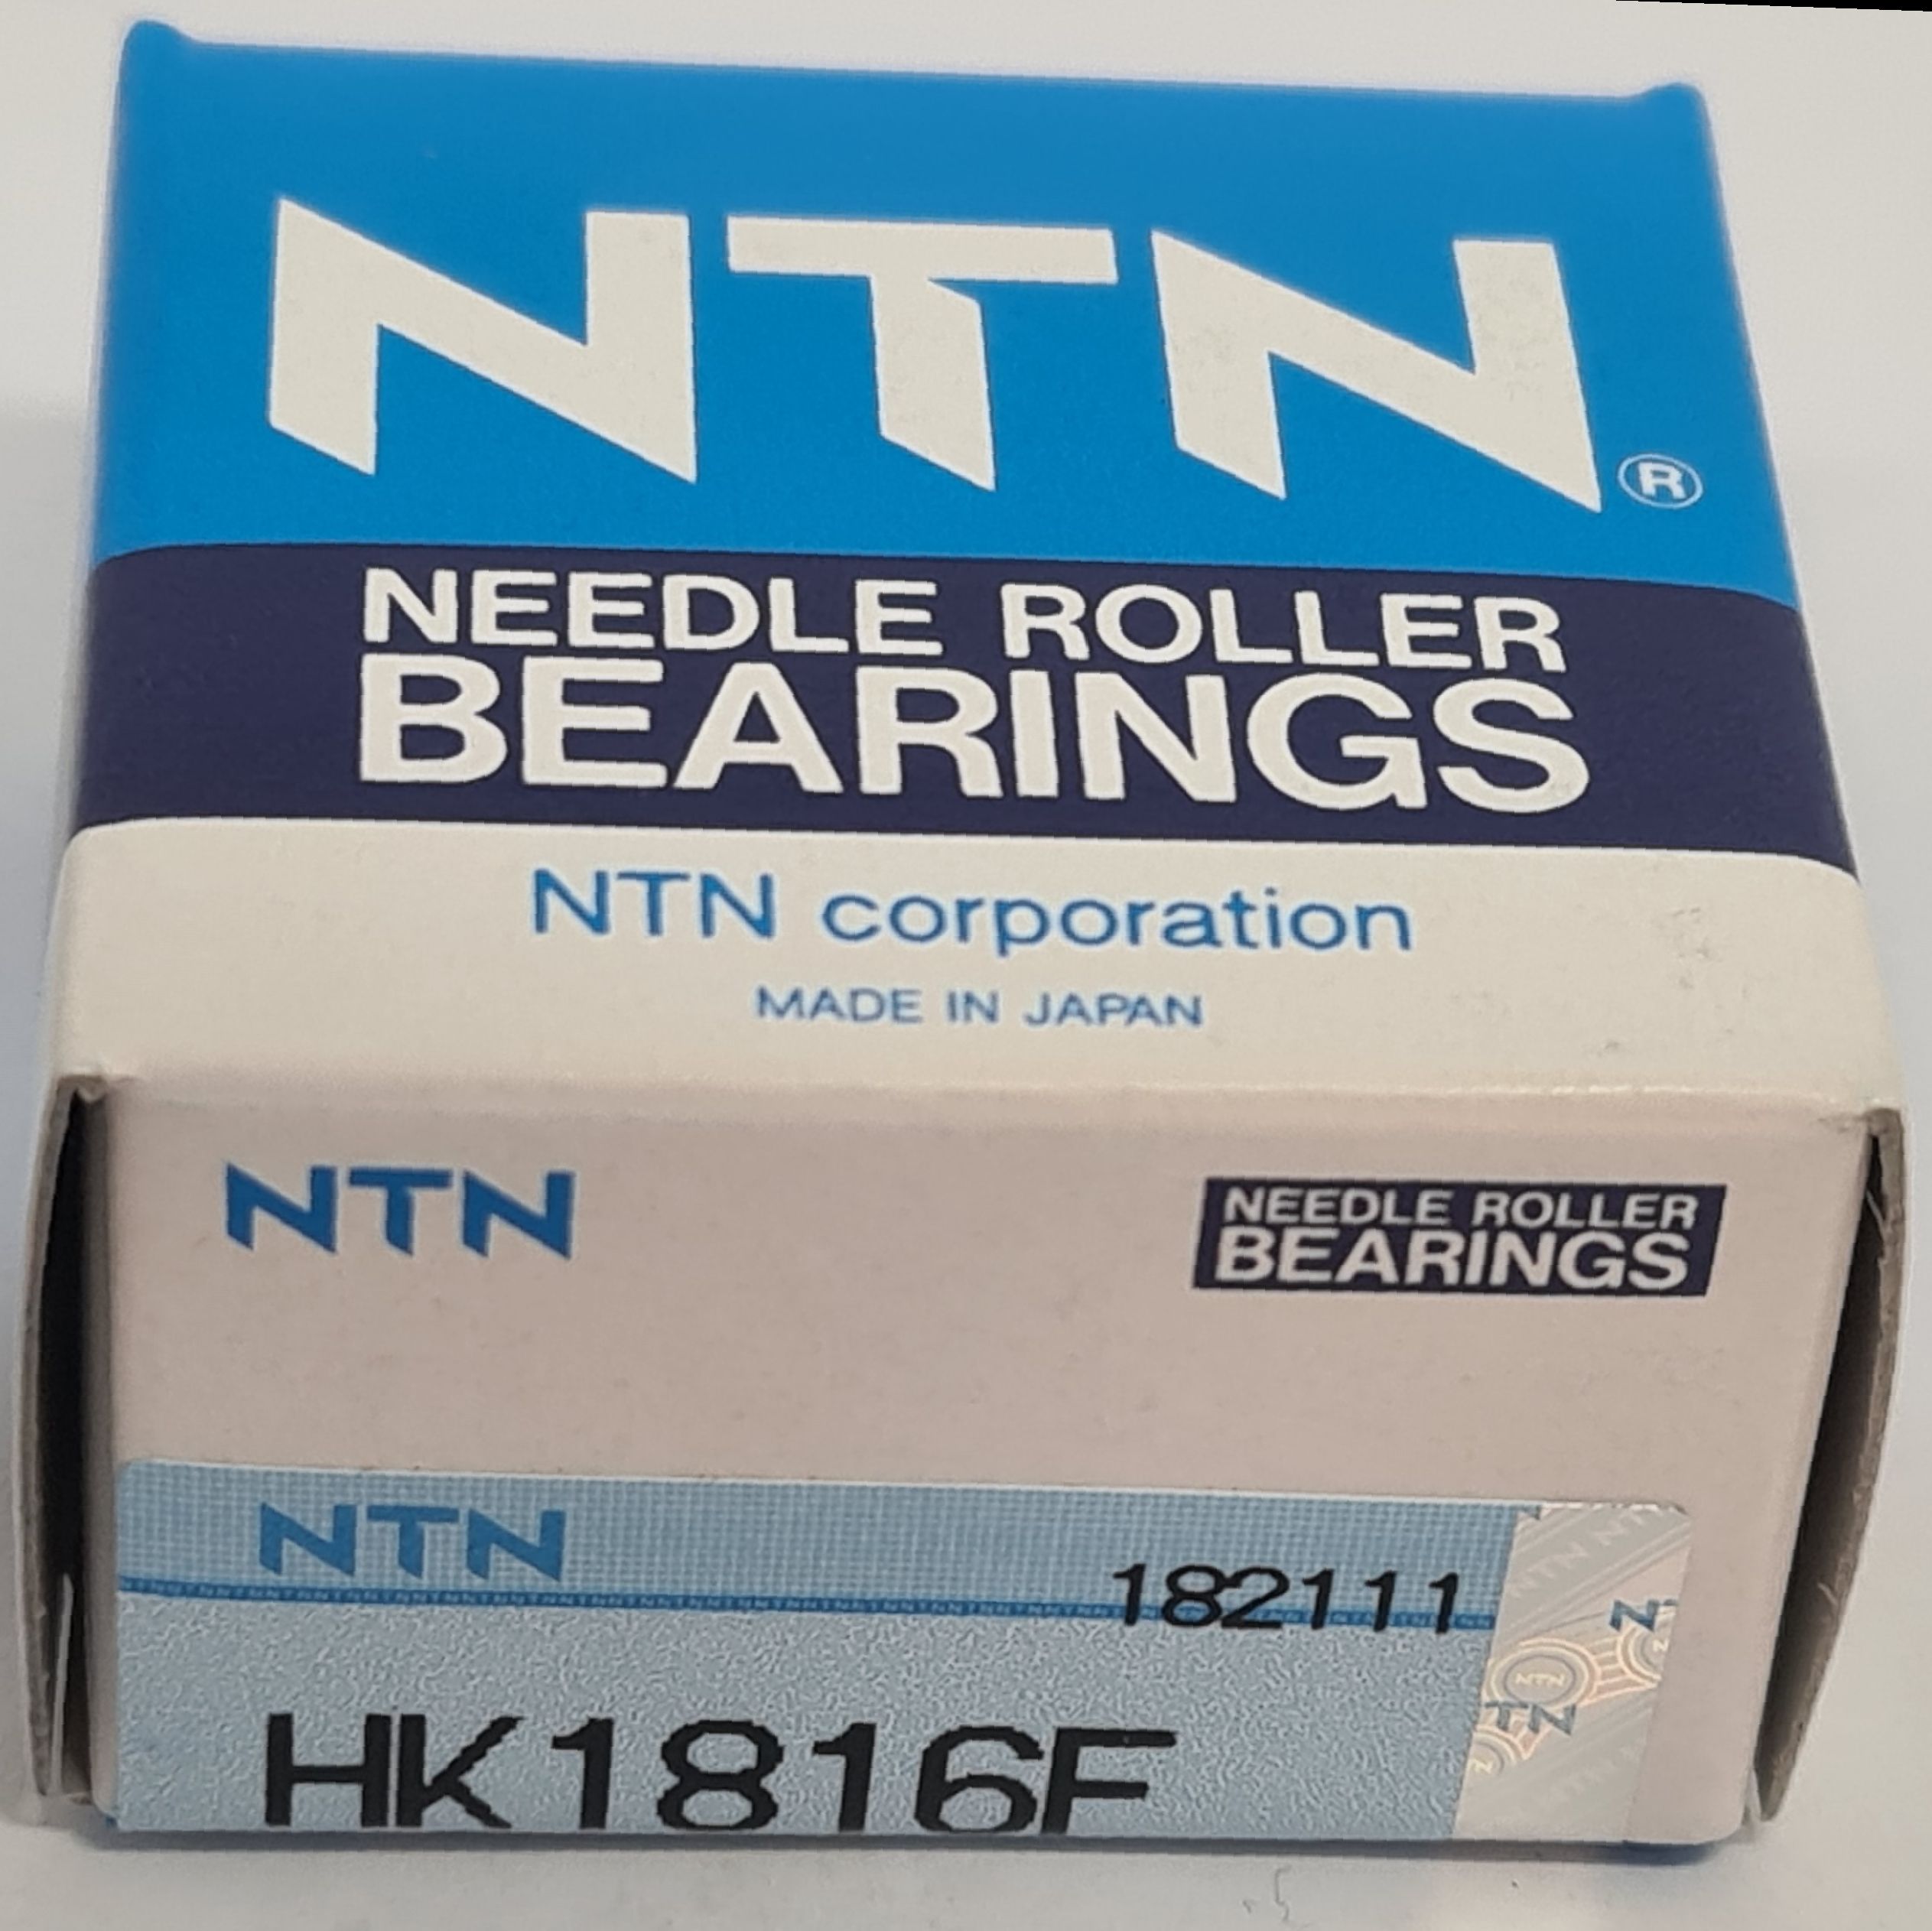 NTN®
NEEDLE ROLLER
BEARINGS
NTN corporation
MADE IN JAPAN
NTN
NEEDLE ROLLER
BEARINGS
NTN
182111
HK1816F